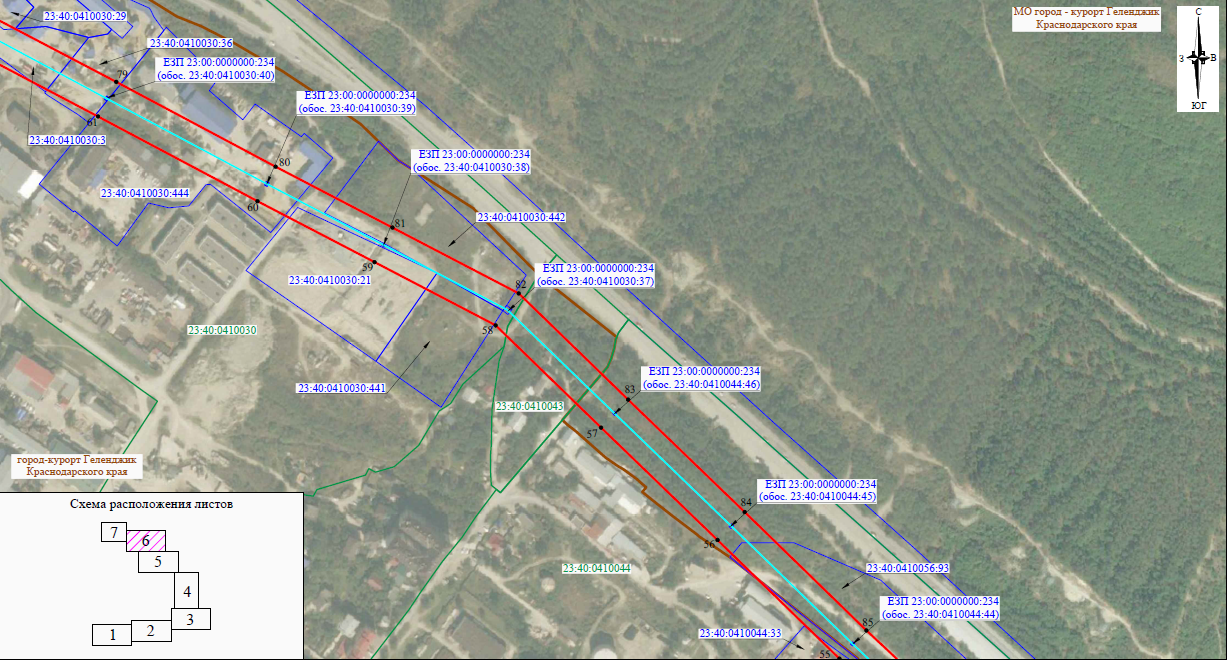 23:40:0410030:29
МО город - курорт Геленджик
Краснодарского края
С
З
В
ЮГ
23:40:0410030:36
ЕЗП 23:00:0000000:234
(обос. 23:40:0410030:40)
79
ЕЗП 23:00:0000000:234
(обос. 23:40:0410030:39)
61
23:40:0410030:3
80
ЕЗП 23:00:0000000:234
(обос. 23:40:0410030:38)
23:40:0410030:444
60
81
23:40:0410030:442
59
23:40:0410030:21
ЕЗП 23:00:0000000:234
(обос. 23:40:0410030:37)
82
58
23:40:0410030
23:40:0410030:441
ЕЗП 23:00:0000000:234
(обос. 23:40:0410044:46)
83
23:40:0410043
57
город-курорт Геленджик
Краснодарского края
ЕЗП 23:00:0000000:234
(обос. 23:40:0410044:45)
84
56
23:40:0410044
23:40:0410056:93
ЕЗП 23:00:0000000:234
(обос. 23:40:0410044:44)
85
23:40:0410044:33
55
Схема расположения листов
7
6
5
4
3
2
1